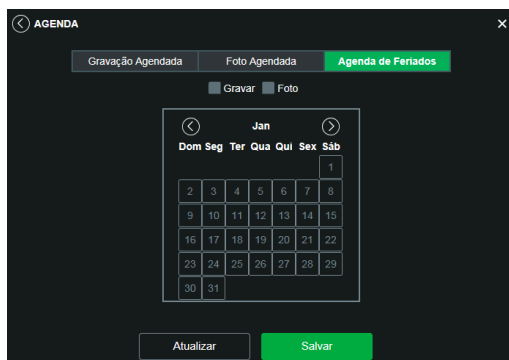 AGENDA
Gravação Agendada Foto Agendada Agenda de Feriados
Gravar Foto
Jan
Dom Seg Ter Qua Qui Sex Sáb
1
2 3 4 5 6 7 8
9 10 11 12 13 14 15
16 17 18 19 20 21 22
23 24 25 26 27 28 29
30 31
Atualizar Salvar